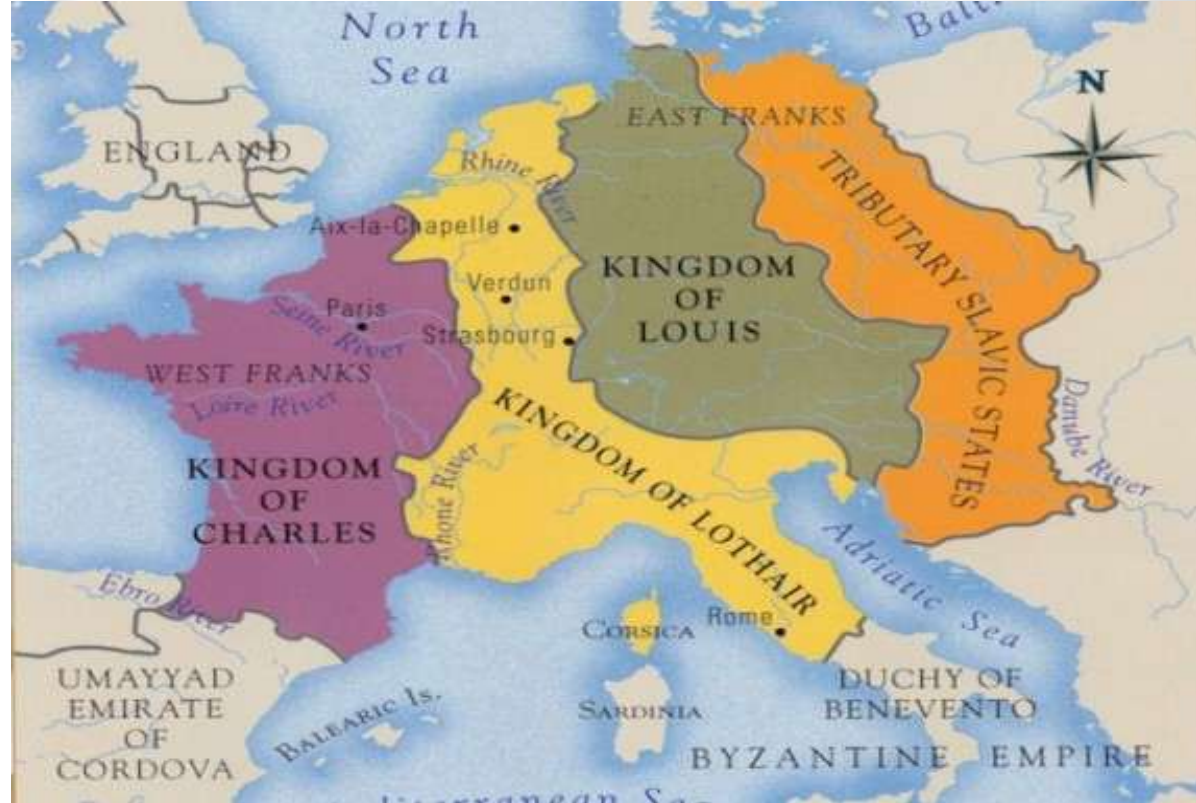 North
Sea
N
ENGLAND
EAST FRANKS
TRIBUTARY SLAVIC STATES
Rhine River
Aix-la-Chapelle
KINGDOM
OF
LOUIS
Verdun
Paris
Seine River
Strasbourg
WEST FRANKS
Loire River
Danube River
KINGDOM OF LOTHAIR
KINGDOM
OF
CHARLES
Rhone River
Adriatic Sea
Ebro River
Rome
CORSICA
UMAYYAD
EMIRATE
OF
CORDOVA
BALEARIC IS.
SARDINIA
DUCHY OF
BENEVENTO
BYZANTINE EMPIRE